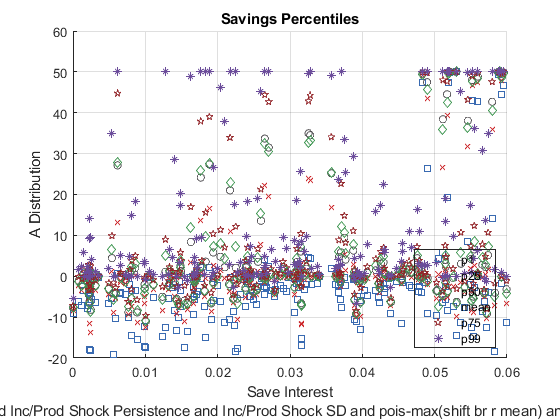 Savings Percentiles
60
50
40
30
20
10
0
-10
-20
A Distribution
0
0.01
0.02
0.03
0.04
0.05
0.06
Save Interest
p1
mean
p75
p99
d Inc/Prod Shock Persistence and Inc/Prod Shock SD and pois-max(shift br r mean) an